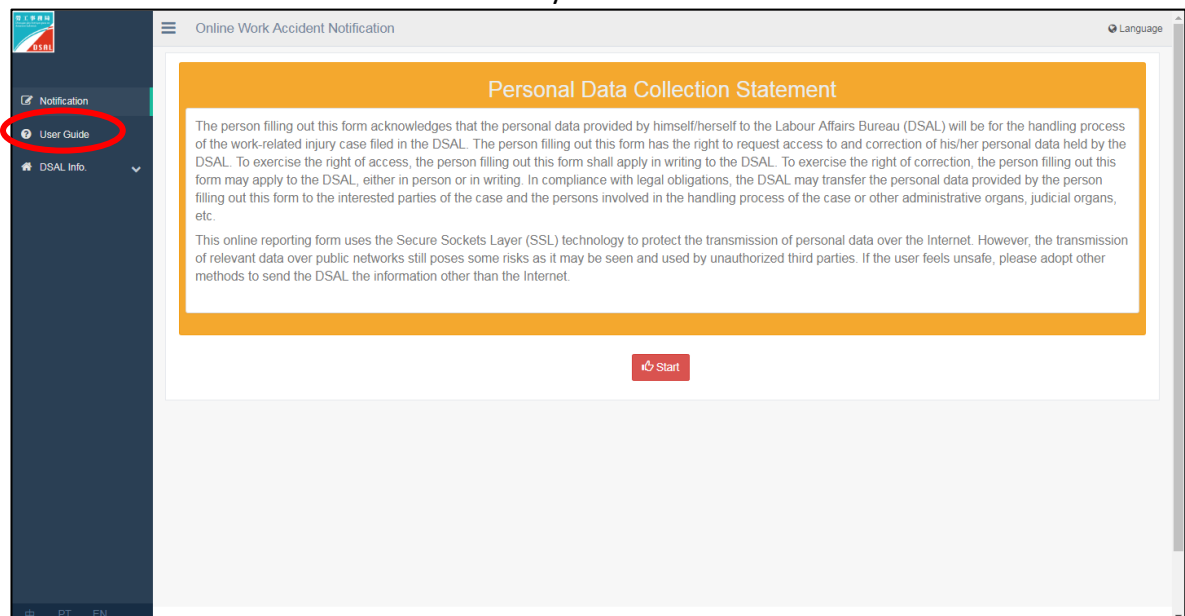 勞工事務局
DSAL
Online Work Accident Notification
Language
Notification
User Guide
DSAL Info.
Personal Data Collection Statement
The person filling out this form acknowledges that the personal data provided by himself/herself to the Labour Affairs Bureau (DSAL) will be for the handling process
of the work-related injury case filed in the DSAL. The person filling out this form has the right to request access to and correction of his/her personal data held by the
DSAL. To exercise the right of access, the person filling out this form shall apply in writing to the DSAL. To exercise the right of correction, the person filling out this
form may apply to the DSAL, either in person or in writing. In compliance with legal obligations, the DSAL may transfer the personal data provided by the person
filling out this form to the interested parties of the case and the persons involved in the handling process of the case or other administrative organs, judicial organs,
etc.
This online reporting form uses the Secure Sockets Layer (SSL) technology to protect the transmission of personal data over the Internet. However, the transmission
of relevant data over public networks still poses some risks as it may be seen and used by unauthorized third parties. If the user feels unsafe, please adopt other
methods to send the DSAL the information other than the Internet.
Start
中 PT EN